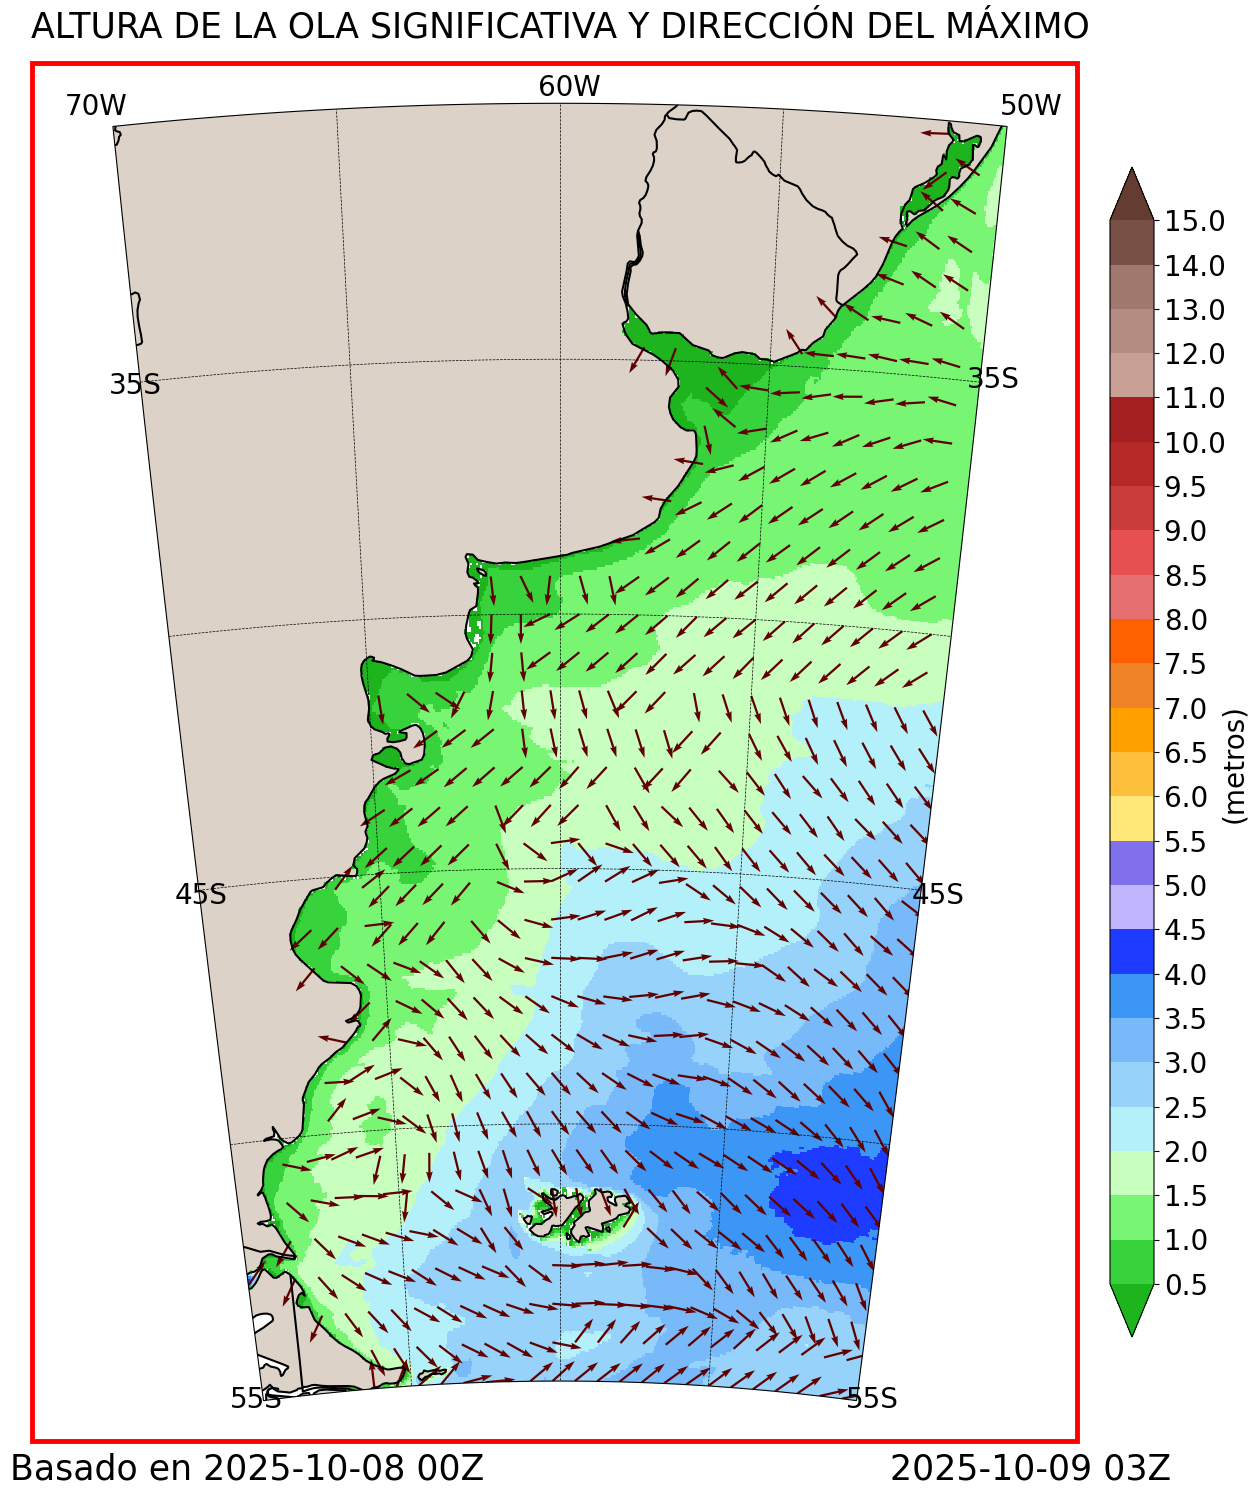 ALTURA DE LA OLA SIGNIFICATIVA Y DIRECCIÓN DEL MÁXIMO
70W
60W
50W
35S
35S
45S
45S
55S
55S
15.0
14.0
13.0
12.0
11.0
10.0
9.5
9.0
8.5
8.0
7.5
7.0
6.5
6.0
5.5
5.0
4.5
4.0
3.5
3.0
2.5
2.0
1.5
1.0
0.5
(metros)
Basado en 2025-10-08 00Z
2025-10-09 03Z